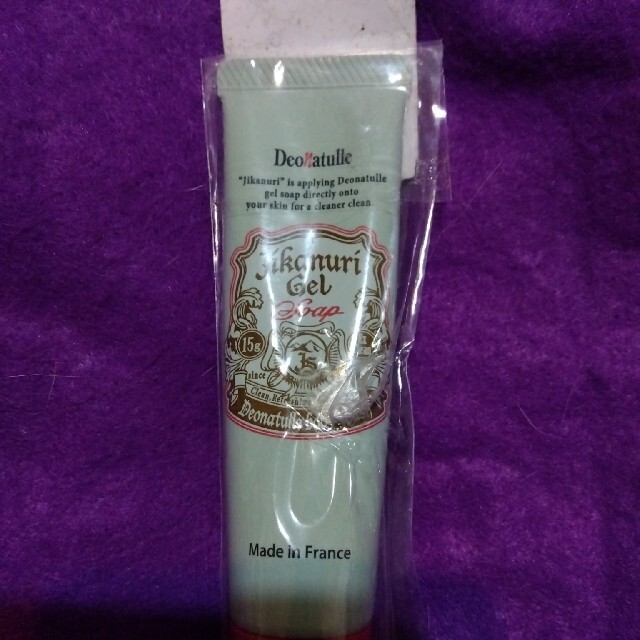 Deonatulle
"Jikanuri" is applying Deonatulle
gel soap directly onto
your skin for a cleaner clean
Jikanuri
Gel
Soap
15g
since
Deonatulle
Made in France